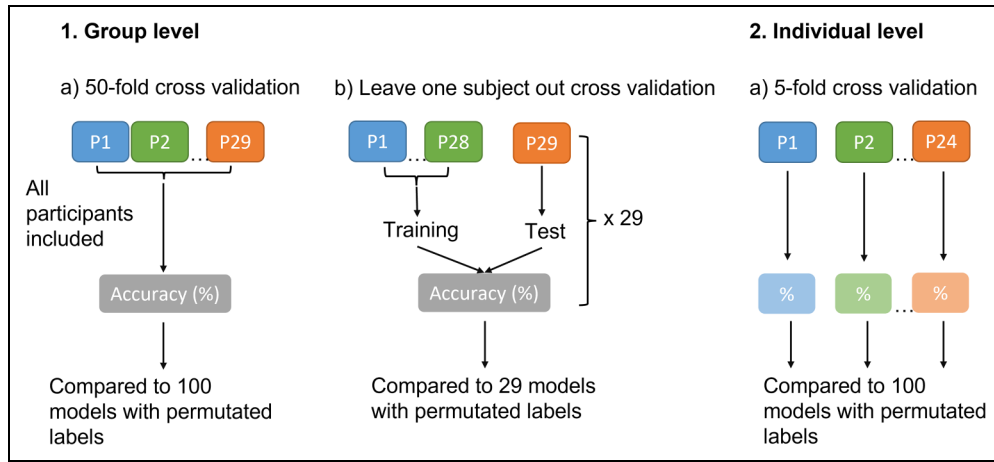 1. Group level
a) 50-fold cross validation
P1 P2 ... P29
All
participants
included
Accuracy (%)
Compared to 100
models with permutated
labels
b) Leave one subject out cross validation
P1 ... P28 P29
Training Test
x 29
Accuracy (%)
Compared to 29 models
with permutated labels
2. Individual level
a) 5-fold cross validation
P1 P2 ... P24
% % ... %
Compared to 100
models with permutated
labels